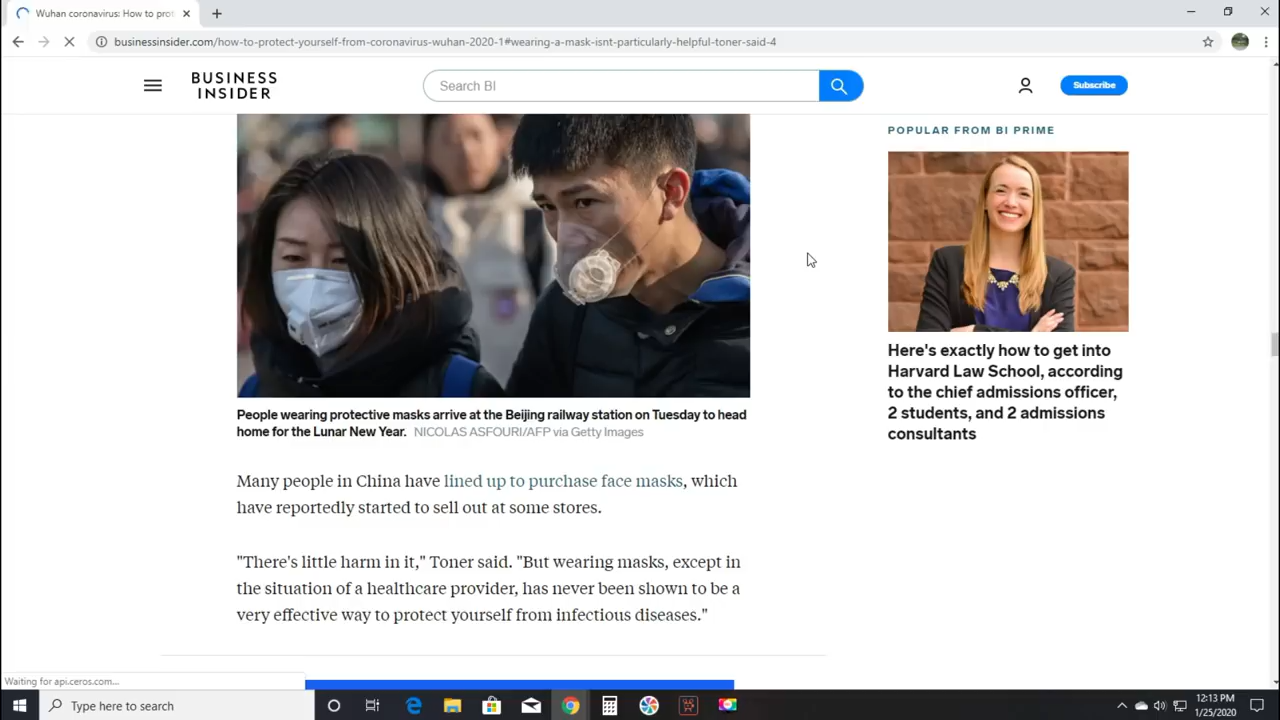 Wuhan coronavirus: How to prot
businessinsider.com/how-to-protect-yourself-from-coronavirus-wuhan-2020-1#wearing-a-mask-isnt-particularly-helpful-toner-said-4
BUSINESS
INSIDER
Search BI
Subscribe
POPULAR FROM BI PRIME
Here's exactly how to get into
Harvard Law School, according
to the chief admissions officer,
2 students, and 2 admissions
consultants
People wearing protective masks arrive at the Beijing railway station on Tuesday to head
home for the Lunar New Year. NICOLAS ASFOURI/AFP via Getty Images
Many people in China have lined up to purchase face masks, which
have reportedly started to sell out at some stores.
"There's little harm in it," Toner said. "But wearing masks, except in
the situation of a healthcare provider, has never been shown to be a
very effective way to protect yourself from infectious diseases."
Waiting for api.ceros.com...
Type here to search
12:13 PM
1/25/2020